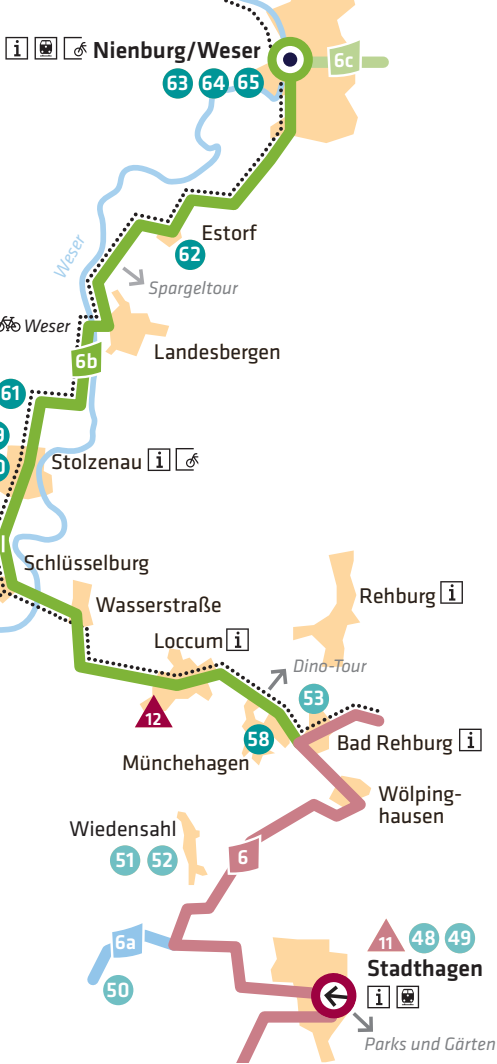 i Nienburg/Weser
6c
63 64 65
Estorf
62
Weser
Spargeltour
Weser
Landesbergen
6b
61
Stolzenau i
Schlüsselburg
Rehburg i
Wasserstraße
Loccum i
Dino-Tour
53
12
58
Bad Rehburg i
Münchehagen
Wölping-
hausen
Wiedensahl
51 52
6
6a
11 48 49
Stadthagen
50
i
Parks und Gärten